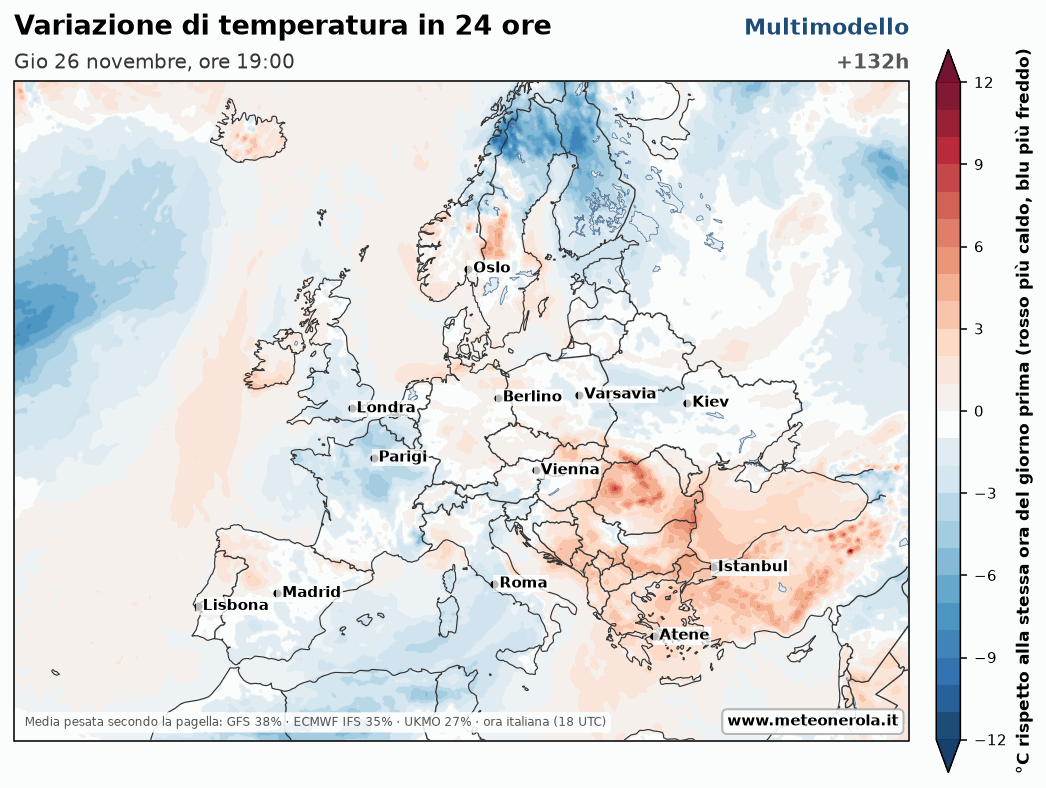 Variazione di temperatura in 24 ore
Multimodello
Gio 26 novembre, ore 19:00
+132h
Oslo
Londra
Berlino
Varsavia
Kiev
Parigi
Vienna
Istanbul
Roma
Madrid
Lisbona
Atene
Media pesata secondo la pagella: GFS 38% · ECMWF IFS 35% · UKMO 27% · ora italiana (18 UTC)
www.meteonerola.it
12
9
6
3
0
−3
−6
−9
−12
°C rispetto alla stessa ora del giorno prima (rosso più caldo, blu più freddo)